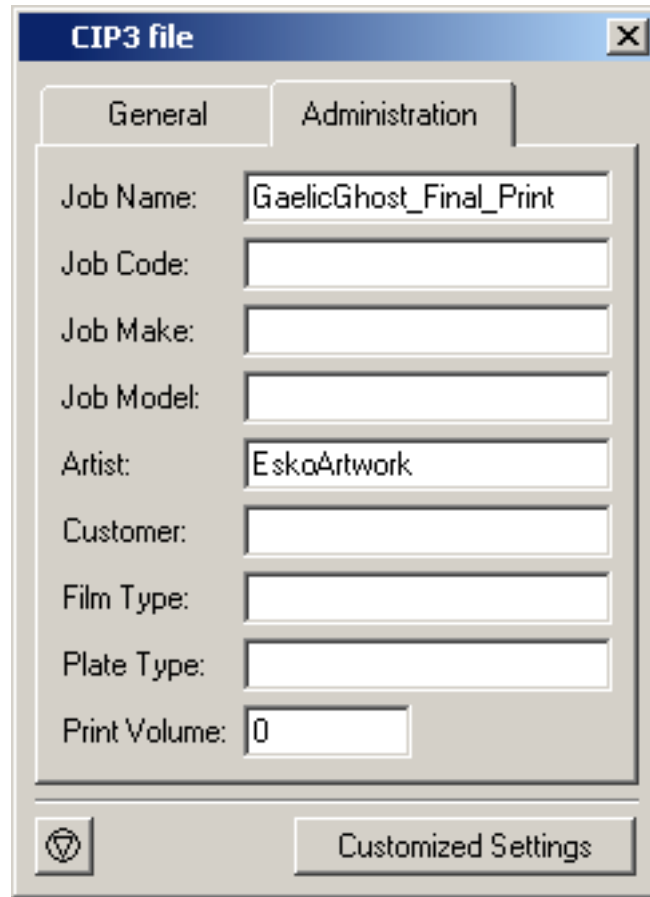 CIP3 file
General Administration
Job Name: GaelicGhost_Final_Print
Job Code:
Job Make:
Job Model:
Artist: EskoArtwork
Customer:
Film Type:
Plate Type:
Print Volume: 0
Customized Settings